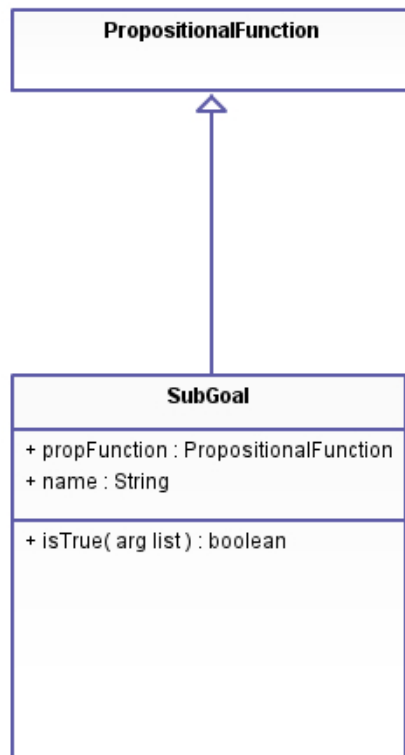 PropositionalFunction
SubGoal
+ propFunction : PropositionalFunction
+ name : String
+ isTrue( arg list ) : boolean